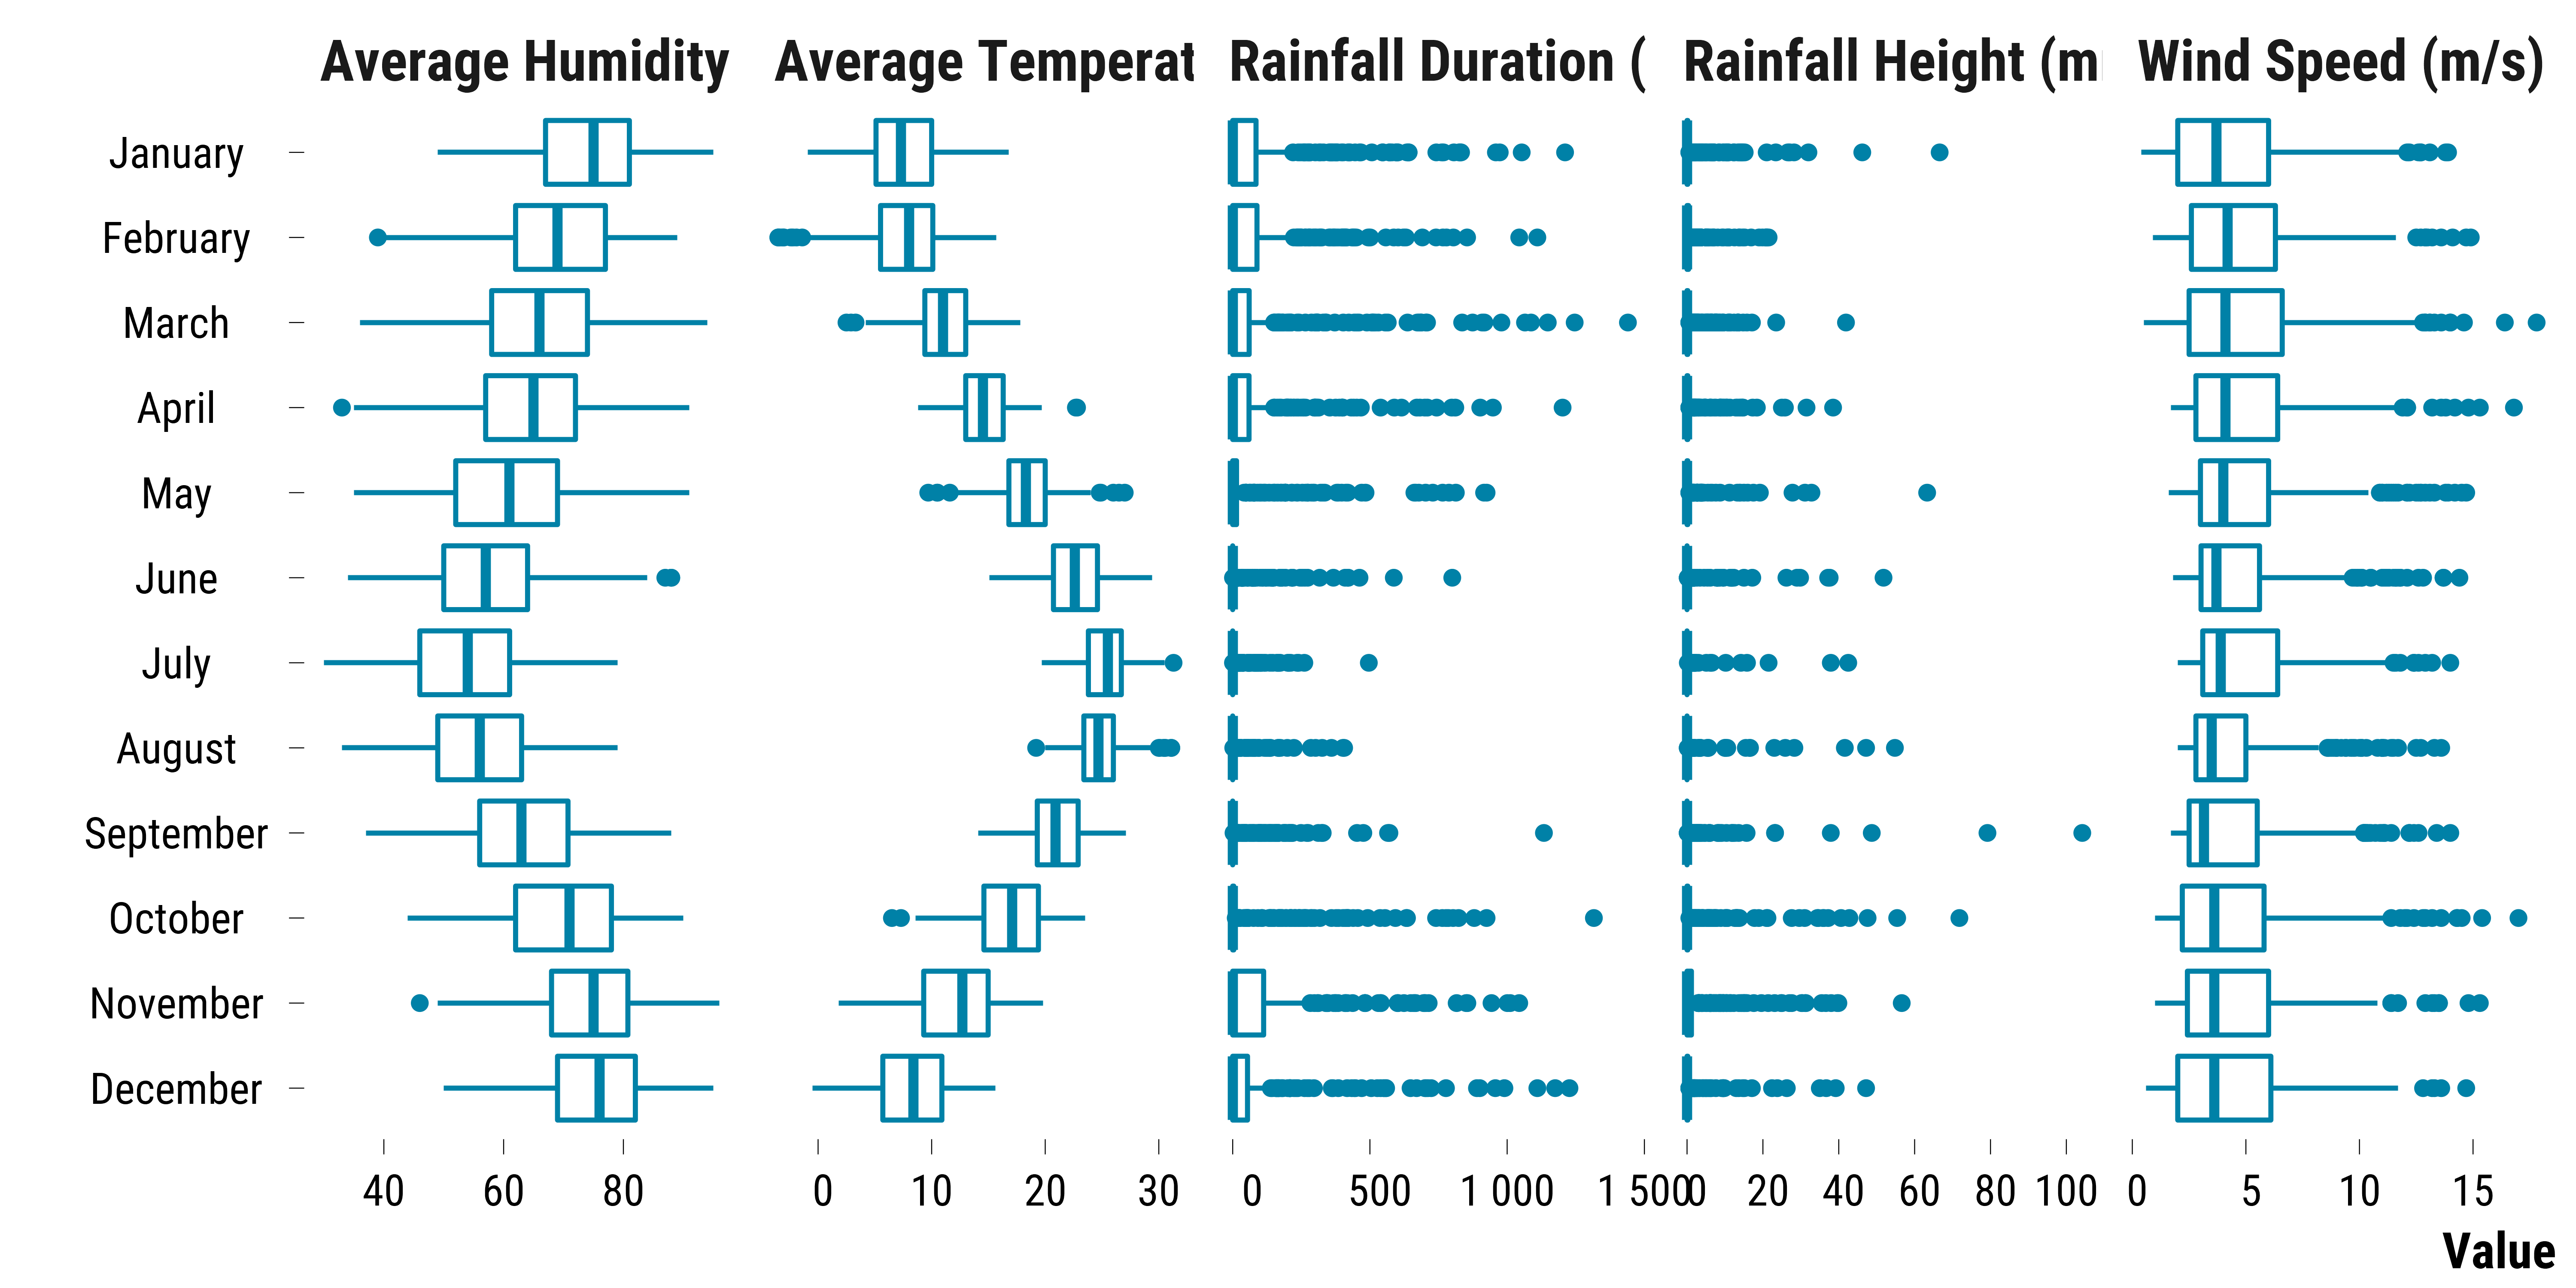 Average Humidity Average Temperat Rainfall Duration ( Rainfall Height (m Wind Speed (m/s)
January
February
March
April
May
June
July
August
September
October
November
December
40 60 80 0 10 20 30 0 500 1 000 1 500 0 20 40 60 80 100 0 5 10 15
Value